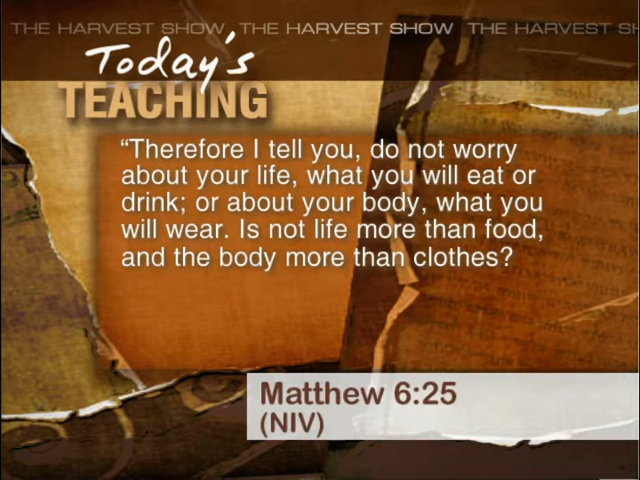 THE HARVEST SHOW THE HARVEST SHOW THE HARVEST SH
Today's
TEACHING
“Therefore I tell you, do not worry
about your life, what you will eat or
drink; or about your body, what you
will wear. Is not life more than food,
and the body more than clothes?
Matthew 6:25
(NIV)